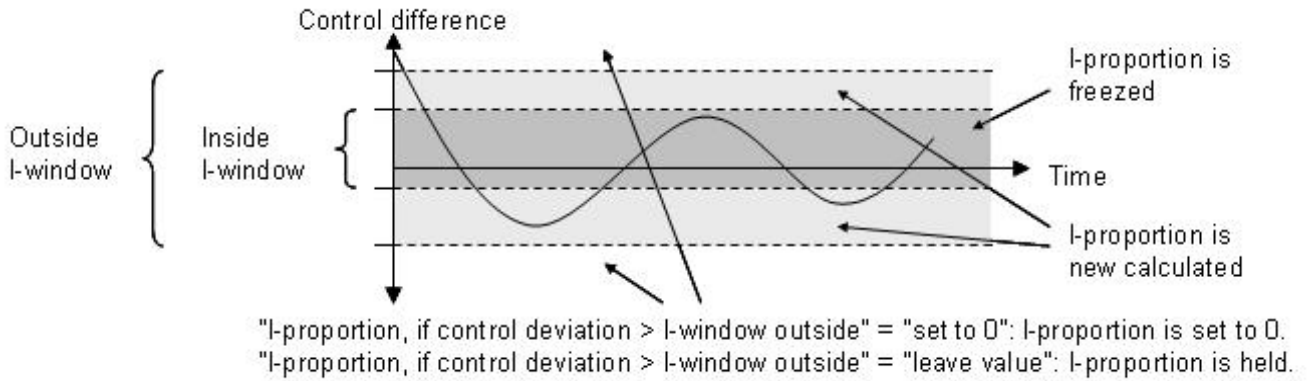 Control difference
I-proportion is
freezed
Outside
I-window
Inside
I-window
Time
I-proportion is
new calculated
"I-proportion, if control deviation > I-window outside" = "set to 0": I-proportion is set to 0.
"I-proportion, if control deviation > I-window outside" = "leave value": I-proportion is held.